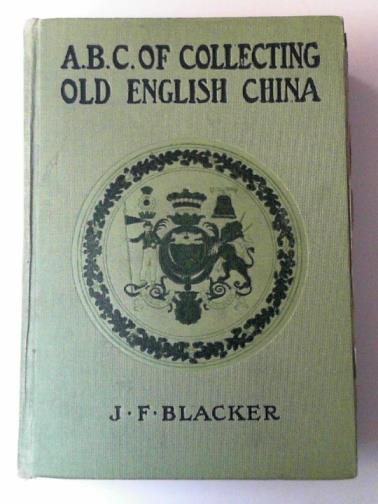 A.B.C. OF COLLECTING
OLD ENGLISH CHINA
J·F·BLACKER